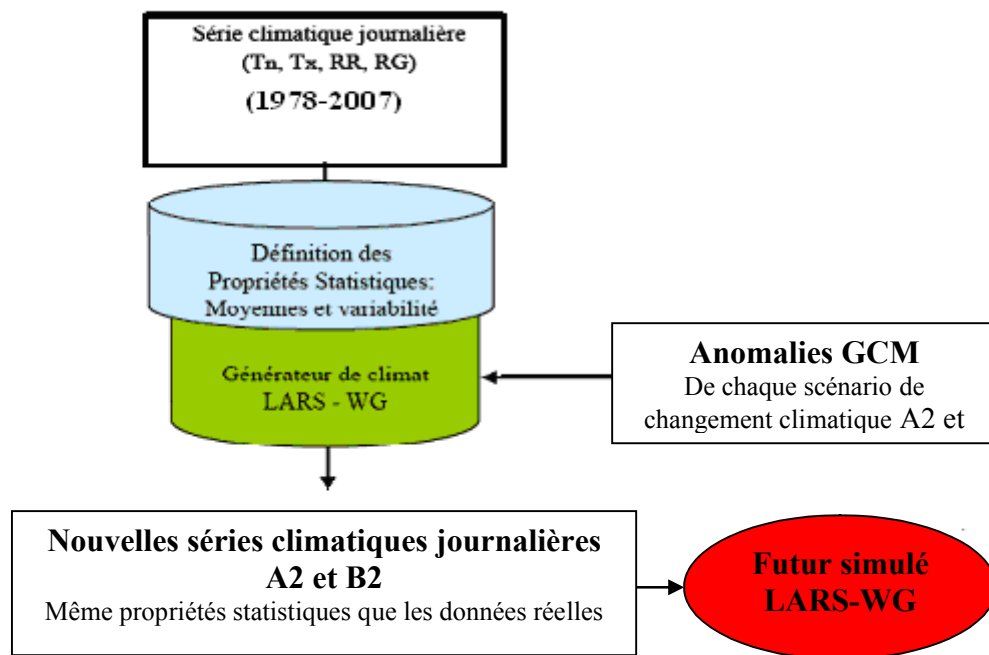 Série climatique journalière
(Tn, Tx, RR, RG)
(1978-2007)
Définition des
Propriétés Statistiques:
Moyennes et variabilité
Générateur de climat
LARS - WG
Anomalies GCM
De chaque scénario de
changement climatique A2 et
Nouvelles séries climatiques journalières
A2 et B2
Même propriétés statistiques que les données réelles
Futur simulé
LARS-WG